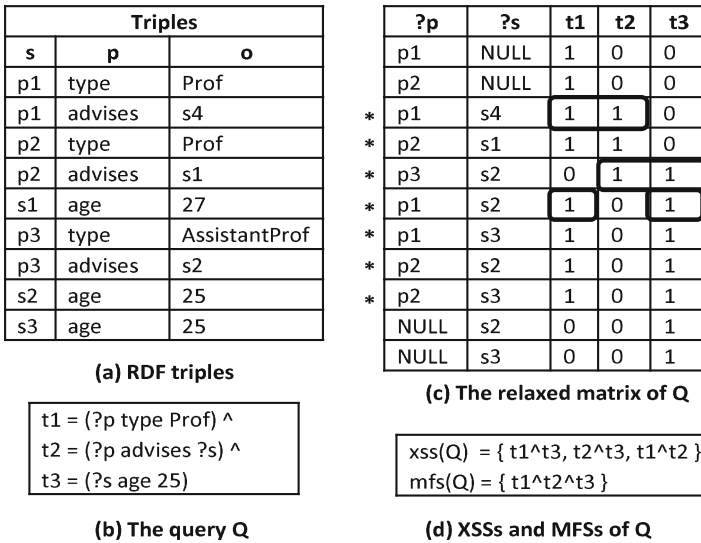 Triples
s p o
p1 type Prof
p1 advises s4
p2 type Prof
p2 advises s1
s1 age 27
p3 type AssistantProf
p3 advises s2
s2 age 25
s3 age 25
(a) RDF triples
t1 = (?p type Prof) ^
t2 = (?p advises ?s) ^
t3 = (?s age 25)
(b) The query Q
?p ?s t1 t2 t3
p1 NULL 1 0 0
p2 NULL 1 0 0
* p1 s4 1 1 0
* p2 s1 1 1 0
* p3 s2 0 1 1
* p1 s2 1 0 1
* p1 s3 1 0 1
* p2 s2 1 0 1
* p2 s3 1 0 1
NULL s2 0 0 1
NULL s3 0 0 1
(c) The relaxed matrix of Q
xss(Q) = { t1^t3, t2^t3, t1^t2 }
mfs(Q) = { t1^t2^t3 }
(d) XSSs and MFSs of Q